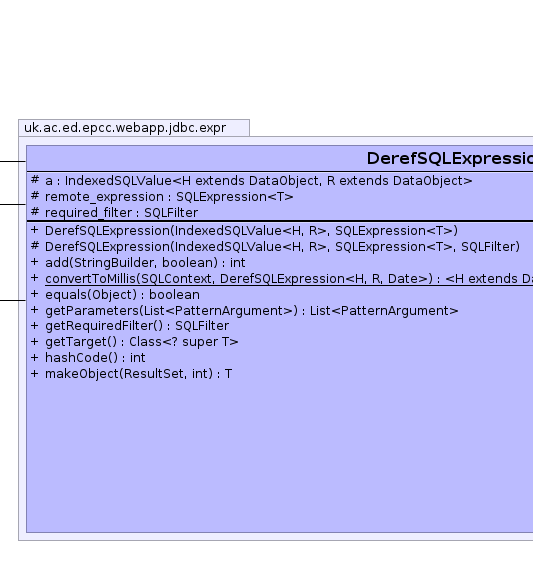 uk.ac.ed.epcc.webapp.jdbc.expr
DerefSQLExpressio
# a : IndexedSQLValue<H extends DataObject, R extends DataObject>
# remote_expression : SQLExpression<T>
# required_filter : SQLFilter
+ DerefSQLExpression(IndexedSQLValue<H, R>, SQLExpression<T>)
# DerefSQLExpression(IndexedSQLValue<H, R>, SQLExpression<T>, SQLFilter)
+ add(StringBuilder, boolean) : int
+ convertToMillis(SQLContext, DerefSQLExpression<H, R, Date>) : <H extends Da
+ equals(Object) : boolean
+ getParameters(List<PatternArgument>) : List<PatternArgument>
+ getRequiredFilter() : SQLFilter
+ getTarget() : Class<? super T>
+ hashCode() : int
+ makeObject(ResultSet, int) : T